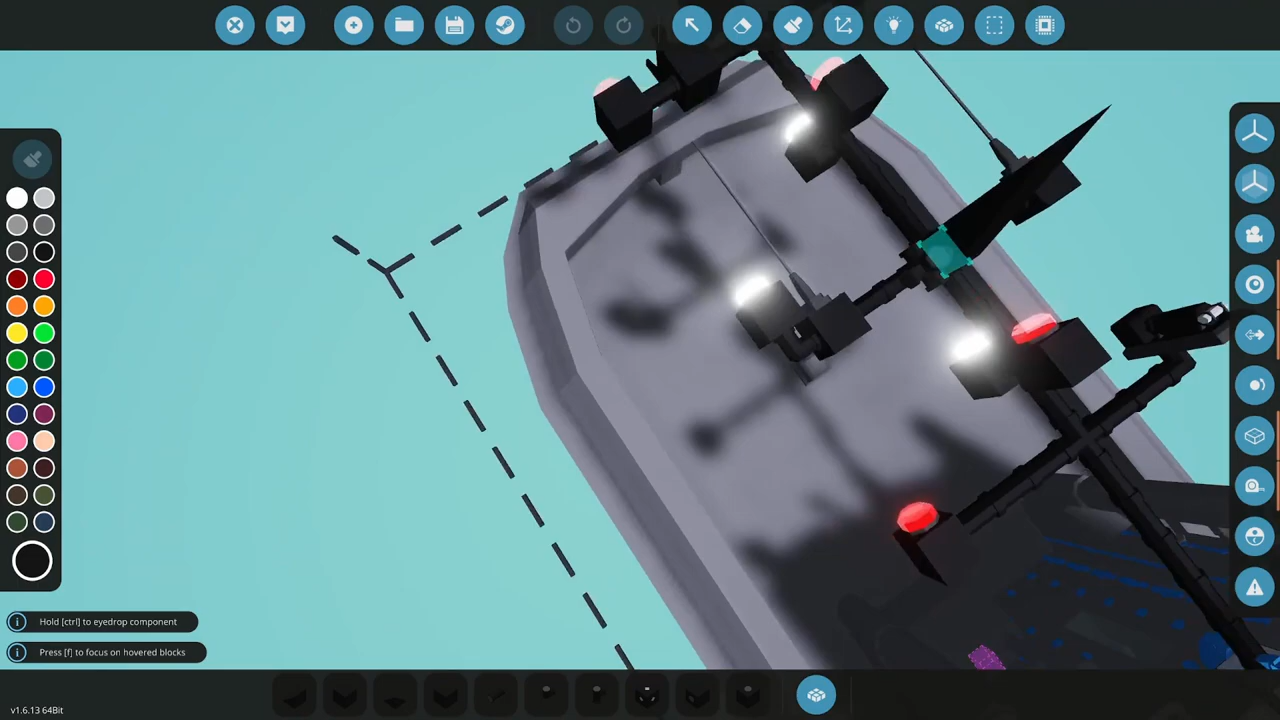 Hold [ctrl] to eyedrop component
Press [f] to focus on hovered blocks
v1.6.13 64Bit